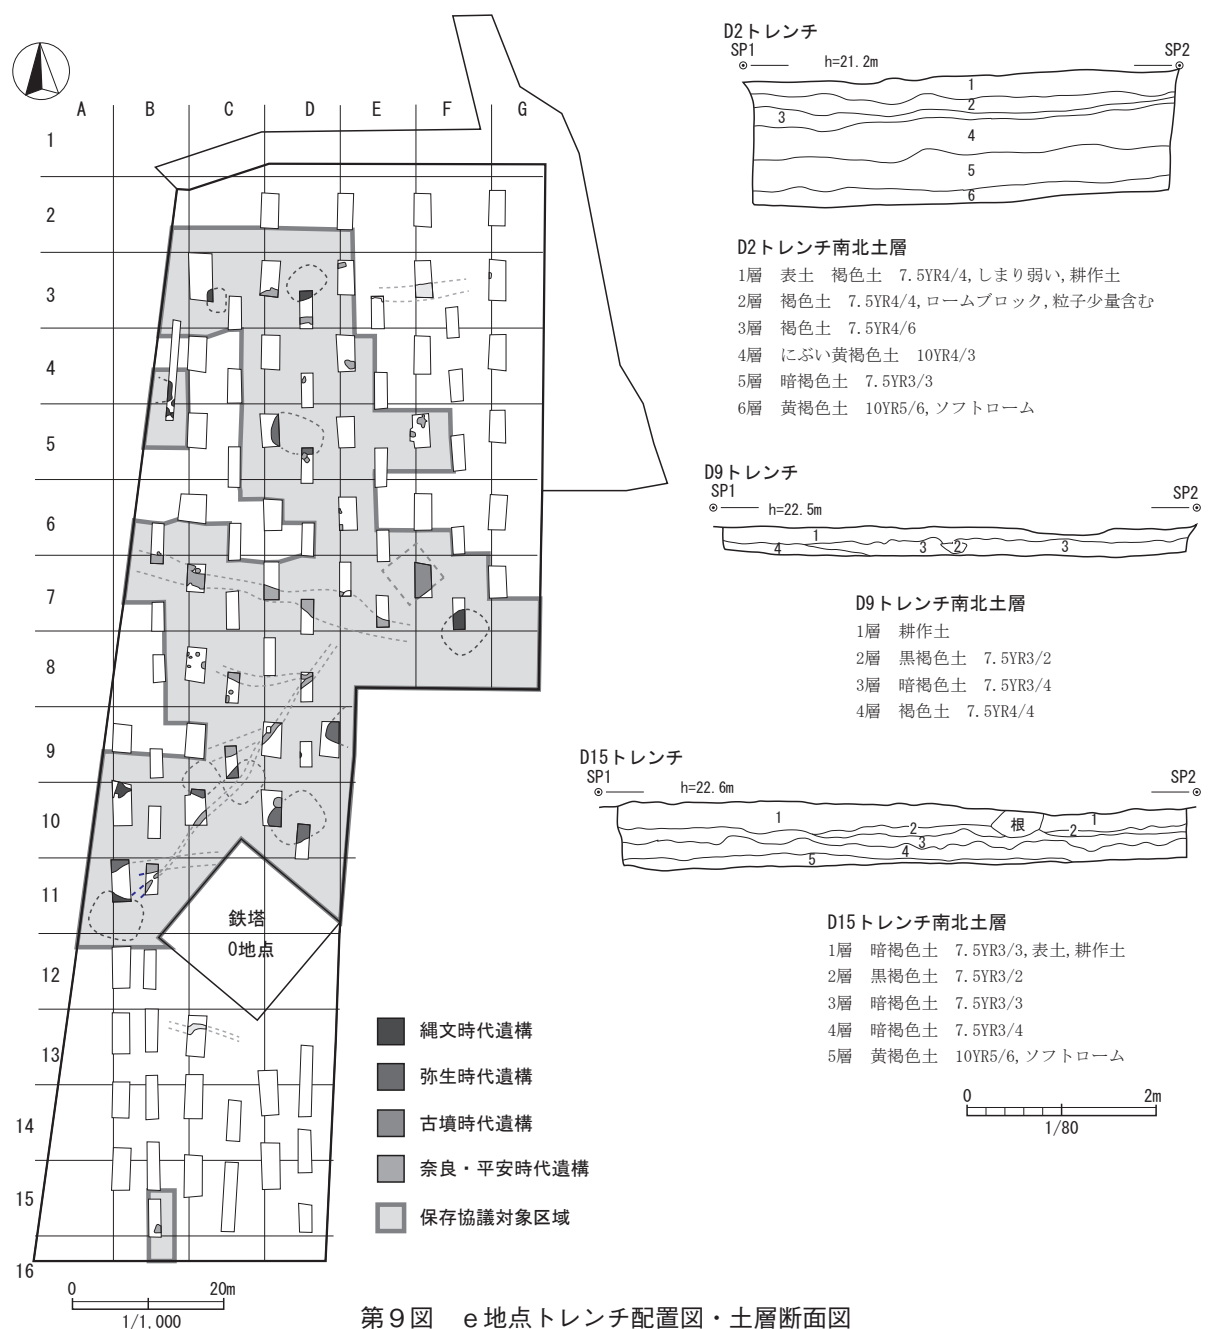 A B C D E F G
1
2
3
4
5
6
7
8
9
10
11
12
13
14
15
16
鉄塔
0地点
縄文時代遺構
弥生時代遺構
古墳時代遺構
奈良・平安時代遺構
保存協議対象区域
0 20m
1/1,000
D2トレンチ
SP1 h=21.2m SP2
1
2
3
4
5
6
D2トレンチ南北土層
1層 表土 褐色土 7.5YR4/4,しまり弱い,耕作土
2層 褐色土 7.5YR4/4,ロームブロック,粒子少量含む
3層 褐色土 7.5YR4/6
4層 にぶい黄褐色土 10YR4/3
5層 暗褐色土 7.5YR3/3
6層 黄褐色土 10YR5/6,ソフトローム
D9トレンチ
SP1 h=22.5m SP2
1
4 3 2 3
D9トレンチ南北土層
1層 耕作土
2層 黒褐色土 7.5YR3/2
3層 暗褐色土 7.5YR3/4
4層 褐色土 7.5YR4/4
D15トレンチ
SP1 h=22.6m SP2
1 根 1
2 2
3
4
5
D15トレンチ南北土層
1層 暗褐色土 7.5YR3/3,表土,耕作土
2層 黒褐色土 7.5YR3/2
3層 暗褐色土 7.5YR3/3
4層 暗褐色土 7.5YR3/4
5層 黄褐色土 10YR5/6,ソフトローム
0 2m
1/80
第9図 e地点トレンチ配置図・土層断面図